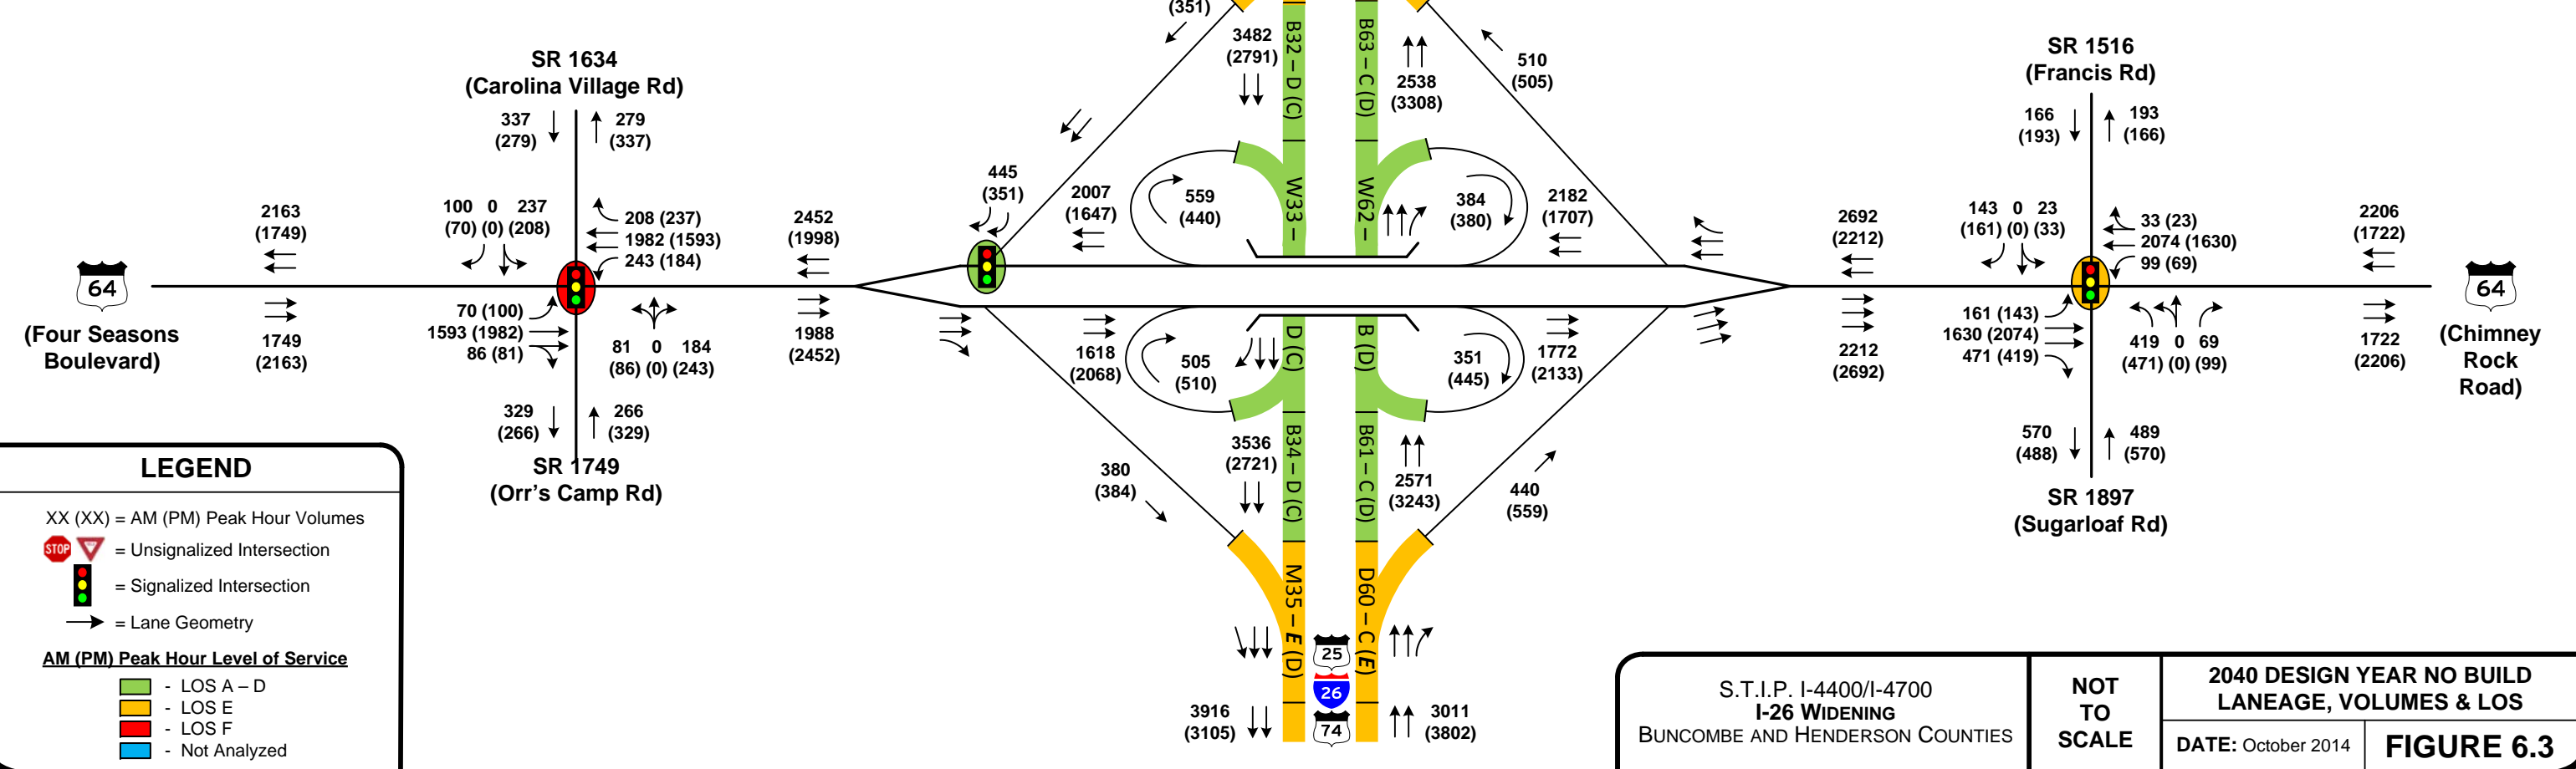 (351)
SR 1634
(Carolina Village Rd)
337
(279)
279
(337)
2163
(1749)
100 0 237
(70) (0) (208)
208 (237)
1982 (1593)
243 (184)
2452
(1998)
64
(Four Seasons
Boulevard)
1749
(2163)
70 (100)
1593 (1982)
86 (81)
81 0 184
(86) (0) (243)
1988
(2452)
329
(266)
266
(329)
SR 1749
(Orr's Camp Rd)
3482
(2791)
B32 – D (C)
B63 – C (D)
2538
(3308)
510
(505)
445
(351)
2007
(1647)
559
(440)
W33 –
W62 –
384
(380)
2182
(1707)
1618
(2068)
505
(510)
D (C)
B (D)
351
(445)
1772
(2133)
380
(384)
3536
(2721)
B34 – D (C)
B61 – C (D)
2571
(3243)
440
(559)
M35 – E (D)
D60 – C (E)
25
26
74
3916
(3105)
3011
(3802)
SR 1516
(Francis Rd)
166
(193)
193
(166)
2692
(2212)
143 0 23
(161) (0) (33)
33 (23)
2074 (1630)
99 (69)
2206
(1722)
64
(Chimney
Rock
Road)
2212
(2692)
161 (143)
1630 (2074)
471 (419)
419 0 69
(471) (0) (99)
1722
(2206)
570
(488)
489
(570)
SR 1897
(Sugarloaf Rd)
LEGEND
XX (XX) = AM (PM) Peak Hour Volumes
STOP = Unsignalized Intersection
= Signalized Intersection
= Lane Geometry
AM (PM) Peak Hour Level of Service
- LOS A – D
- LOS E
- LOS F
- Not Analyzed
S.T.I.P. I-4400/I-4700
I-26 WIDENING
BUNCOMBE AND HENDERSON COUNTIES
NOT
TO
SCALE
2040 DESIGN YEAR NO BUILD
LANEAGE, VOLUMES & LOS
DATE: October 2014
FIGURE 6.3